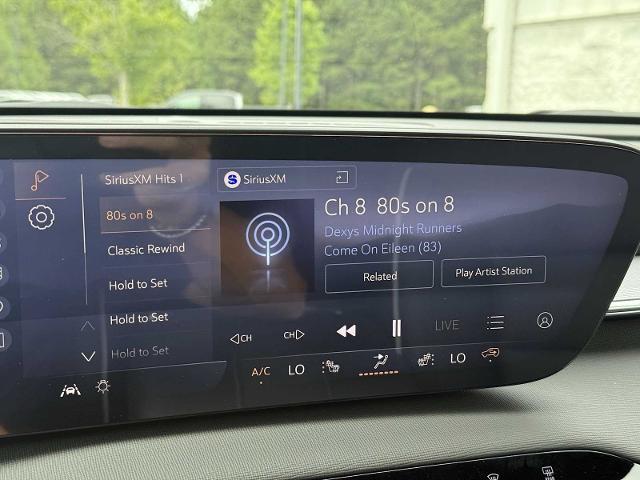 SiriusXM Hits 1
80s on 8
Classic Rewind
Hold to Set
Hold to Set
Hold to Set
SiriusXM
Ch 8 80s on 8
Dexys Midnight Runners
Come On Eileen (83)
Related
Play Artist Station
CH
CH
LIVE
A/C
LO
LO